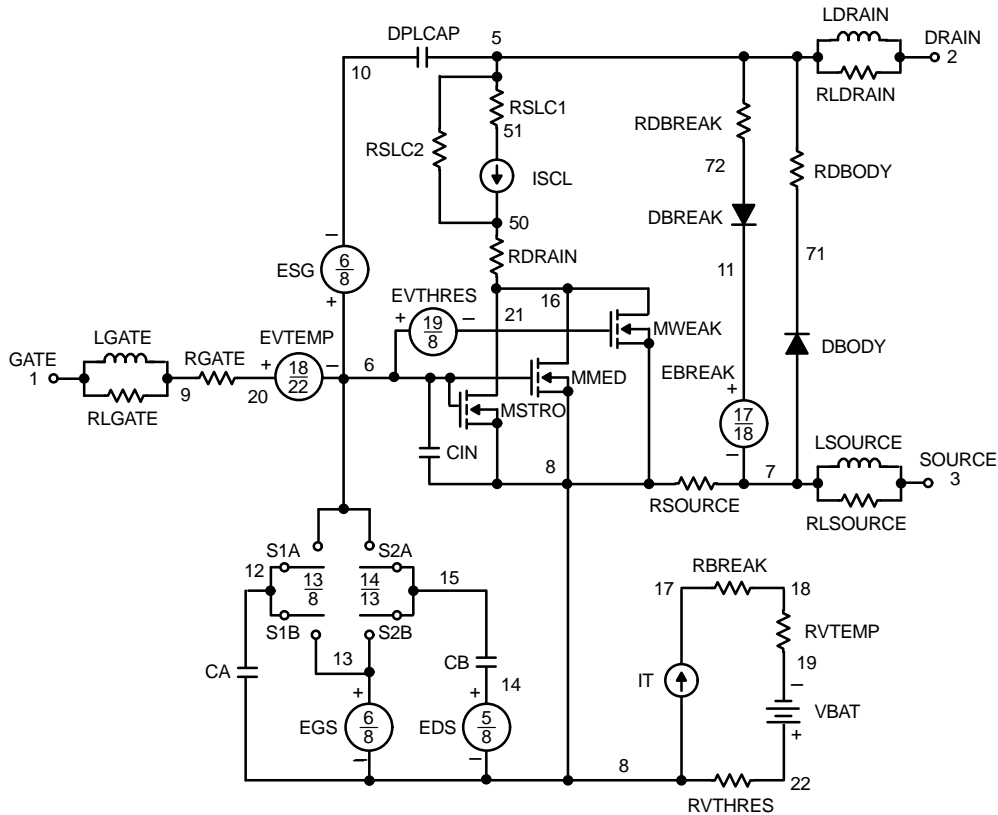 LDRAIN
DPLCAP 5 DRAIN
10 2
RSLC1
RLDRAIN
51
RDBREAK
RSLC2
72
ISCL
RDBODY
DBREAK
50
RDRAIN
71
11
ESG 6/8
EVTHRES
16
21
19/8
MWEAK
LGATE
EVTEMP
GATE
RGATE
6
1
18/22
MMED
EBREAK
DBODY
9
20
MSTRO
RLGATE
17/18
LSOURCE
CIN
8
7
SOURCE
3
RSOURCE
RLSOURCE
S1A
S2A
12
13/8
14/13
15
RBREAK
17
18
S1B
S2B
RVTEMP
13
CB
19
CA
14
IT
VBAT
EGS 6/8
EDS 5/8
8
22
RVTHRES